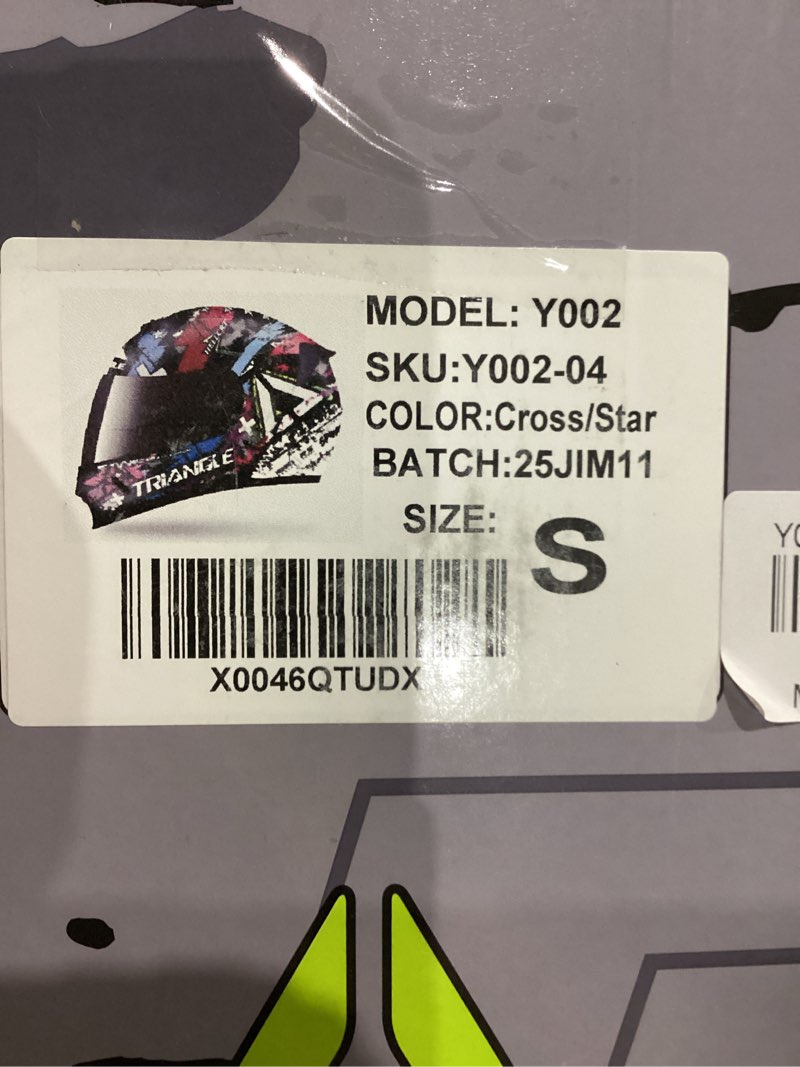 MODEL: Y002
SKU:Y002-04
COLOR:Cross/Star
BATCH:25JIM11
SIZE: S
TRIANGLE
X0046QTUDX